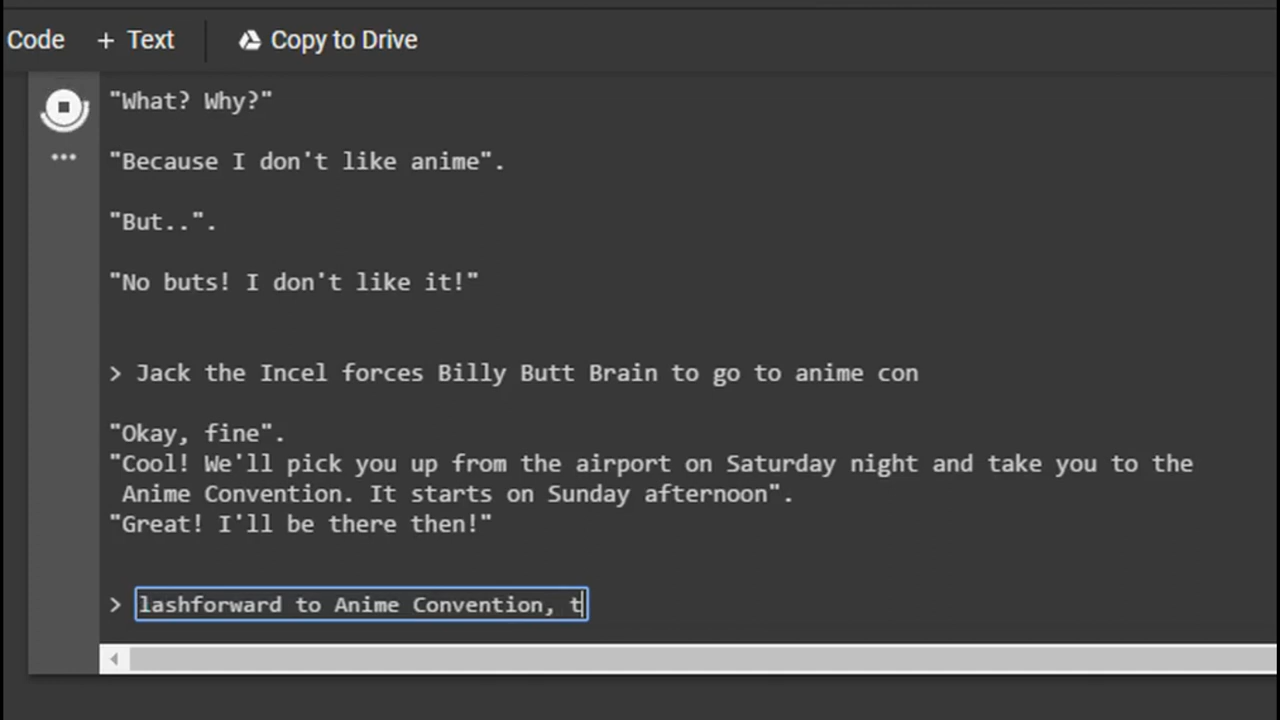 Code + Text Copy to Drive
"What? Why?"
"Because I don't like anime".
"But..".
"No buts! I don't like it!"
> Jack the Incel forces Billy Butt Brain to go to anime con
"Okay, fine".
"Cool! We'll pick you up from the airport on Saturday night and take you to the
Anime Convention. It starts on Sunday afternoon".
"Great! I'll be there then!"
> lashforward to Anime Convention, t